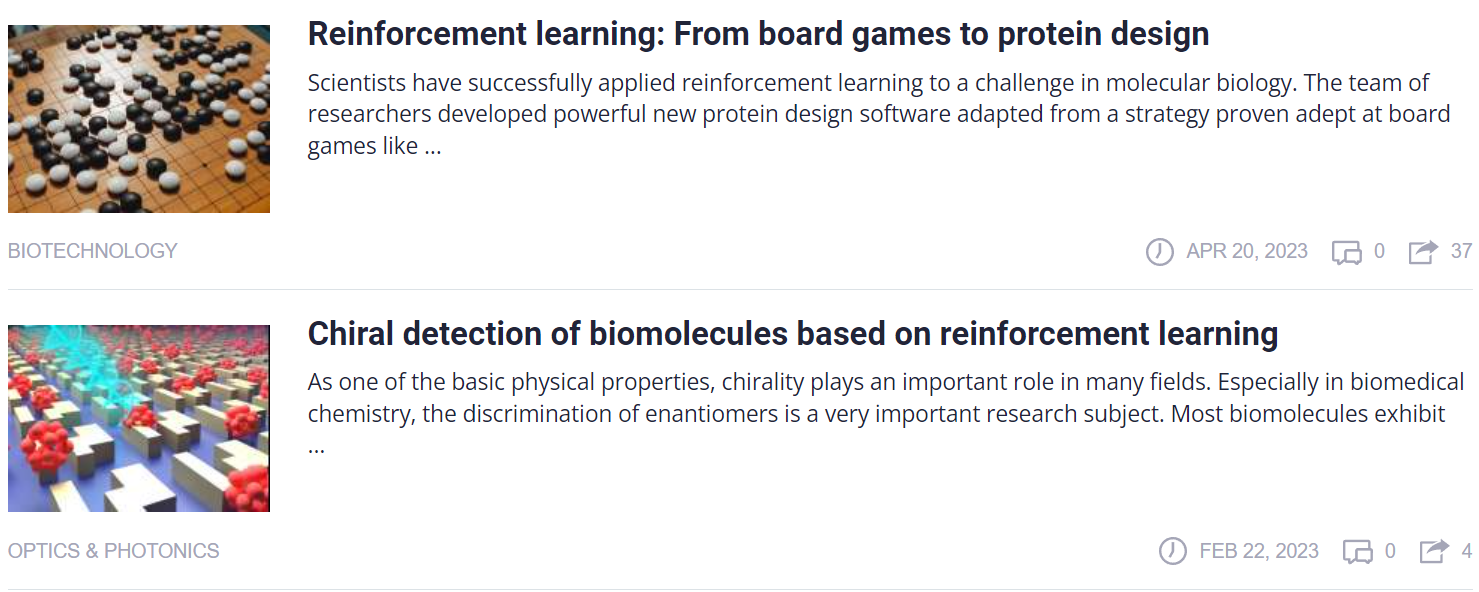 Reinforcement learning: From board games to protein design
Scientists have successfully applied reinforcement learning to a challenge in molecular biology. The team of
researchers developed powerful new protein design software adapted from a strategy proven adept at board
games like ...
BIOTECHNOLOGY
APR 20, 2023 0 37
Chiral detection of biomolecules based on reinforcement learning
As one of the basic physical properties, chirality plays an important role in many fields. Especially in biomedical
chemistry, the discrimination of enantiomers is a very important research subject. Most biomolecules exhibit
...
OPTICS & PHOTONICS
FEB 22, 2023 0 4